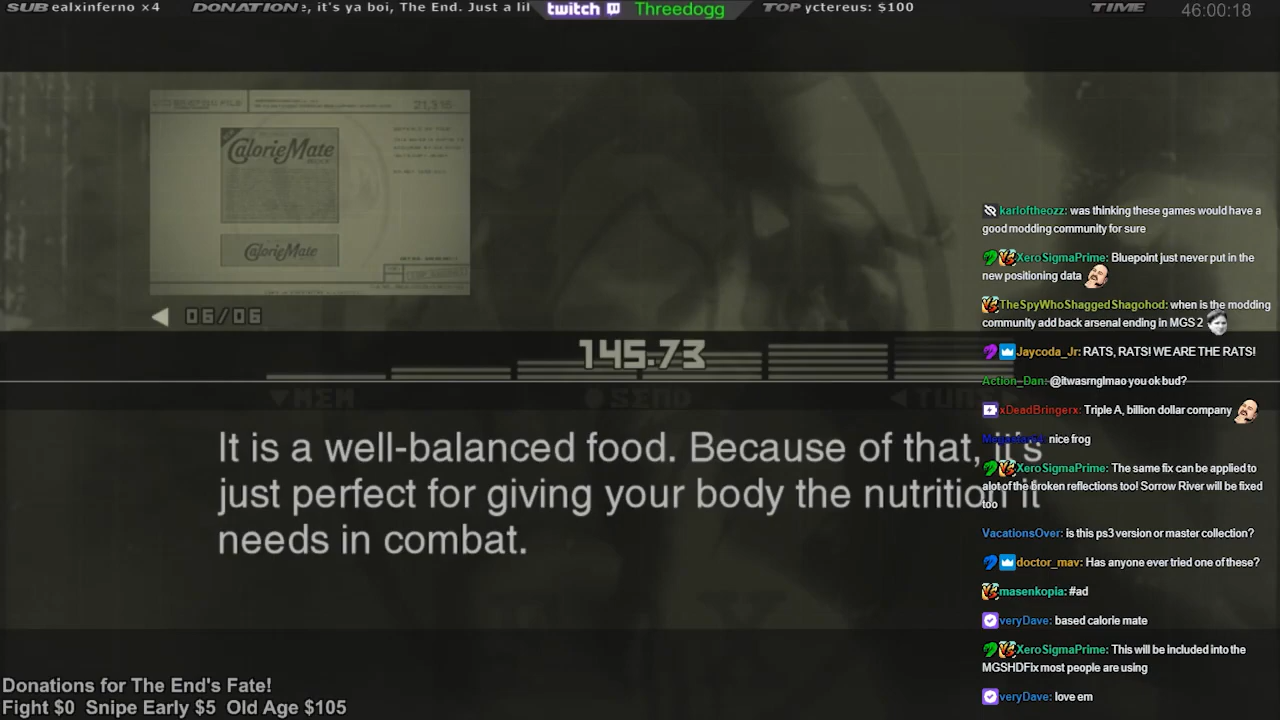 SUB ealxinferno ×4 DONATION e, it's ya boi, The End. Just a lil twitch Threedogg TOP yctereus: $100 TIME 46:00:18
BRIEFING FILE 21,315
CalorieMate
BLOCK
CalorieMate
06/06
145.73
MEM SEND TUNE
It is a well-balanced food. Because of that, it's
just perfect for giving your body the nutrition it
needs in combat.
karloftheozz: was thinking these games would have a
good modding community for sure
XeroSigmaPrime: Bluepoint just never put in the
new positioning data
TheSpyWhoShaggedShagohod: when is the modding
community add back arsenal ending in MGS 2
Jaycoda_Jr: RATS, RATS! WE ARE THE RATS!
Action_Dan: @itwasrnglmao you ok bud?
xDeadBringerx: Triple A, billion dollar company
nice frog
XeroSigmaPrime: The same fix can be applied to
alot of the broken reflections too! Sorrow River will be fixed
too
VacationsOver: is this ps3 version or master collection?
doctor_mav: Has anyone ever tried one of these?
masenkopia: #ad
veryDave: based calorie mate
XeroSigmaPrime: This will be included into the
MGSHDFix most people are using
veryDave: love em
Donations for The End's Fate!
Fight $0 Snipe Early $5 Old Age $105